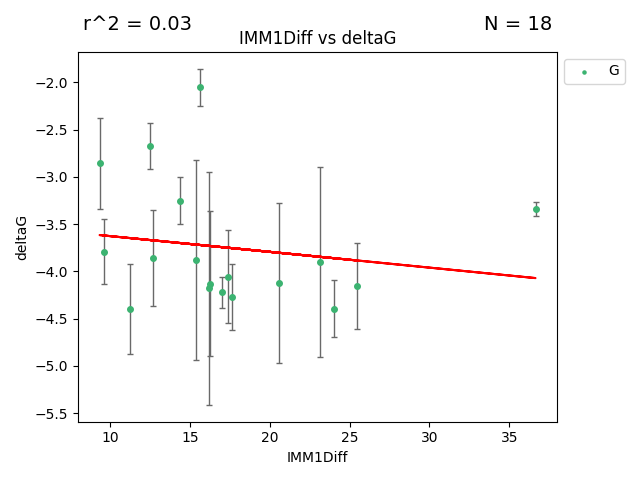 r^2 = 0.03
N = 18
IMM1Diff vs deltaG
G
−2.0
−2.5
−3.0
−3.5
−4.0
−4.5
−5.0
−5.5
deltaG
10 15 20 25 30 35
IMM1Diff